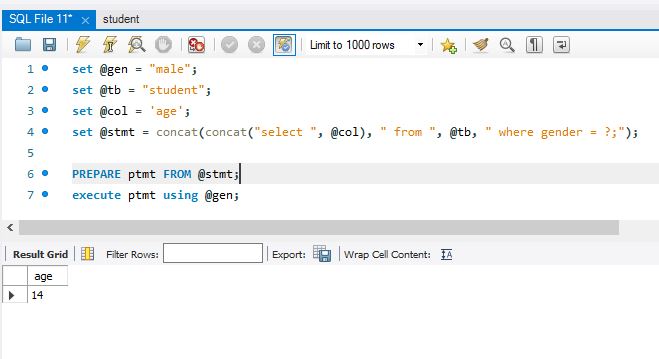 SQL File 11* × student
Limit to 1000 rows
1 set @gen = "male";
2 set @tb = "student";
3 set @col = 'age';
4 set @stmt = concat(concat("select ", @col), " from ", @tb, " where gender = ?;");
5
6 PREPARE ptmt FROM @stmt;
7 execute ptmt using @gen;
Result Grid Filter Rows: Export: Wrap Cell Content:
age
14